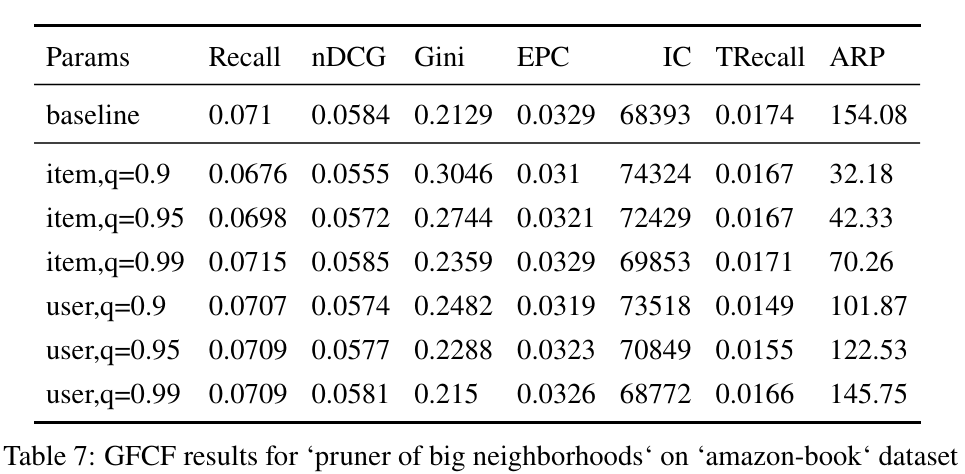 Params Recall nDCG Gini EPC IC TRecall ARP
baseline 0.071 0.0584 0.2129 0.0329 68393 0.0174 154.08
item,q=0.9 0.0676 0.0555 0.3046 0.031 74324 0.0167 32.18
item,q=0.95 0.0698 0.0572 0.2744 0.0321 72429 0.0167 42.33
item,q=0.99 0.0715 0.0585 0.2359 0.0329 69853 0.0171 70.26
user,q=0.9 0.0707 0.0574 0.2482 0.0319 73518 0.0149 101.87
user,q=0.95 0.0709 0.0577 0.2288 0.0323 70849 0.0155 122.53
user,q=0.99 0.0709 0.0581 0.215 0.0326 68772 0.0166 145.75
Table 7: GFCF results for ‘pruner of big neighborhoods‘ on ‘amazon-book‘ dataset